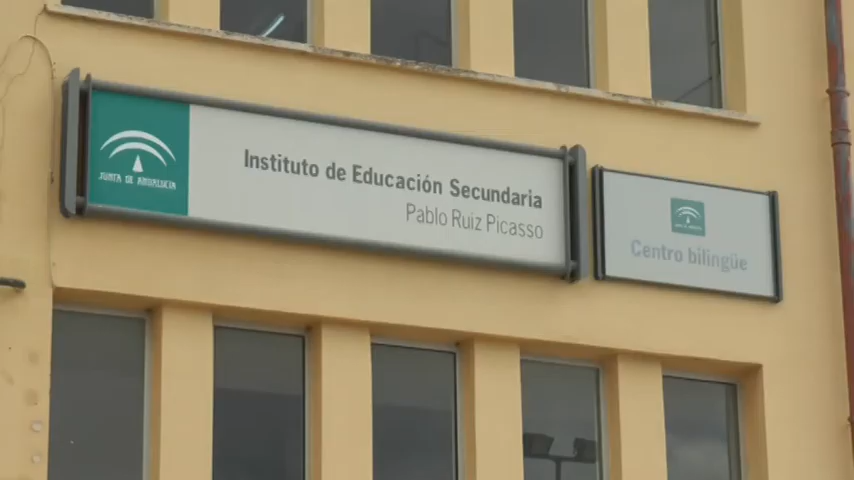 JUNTA DE ANDALUCIA
Instituto de Educación Secundaria
Pablo Ruiz Picasso
Centro bilingüe